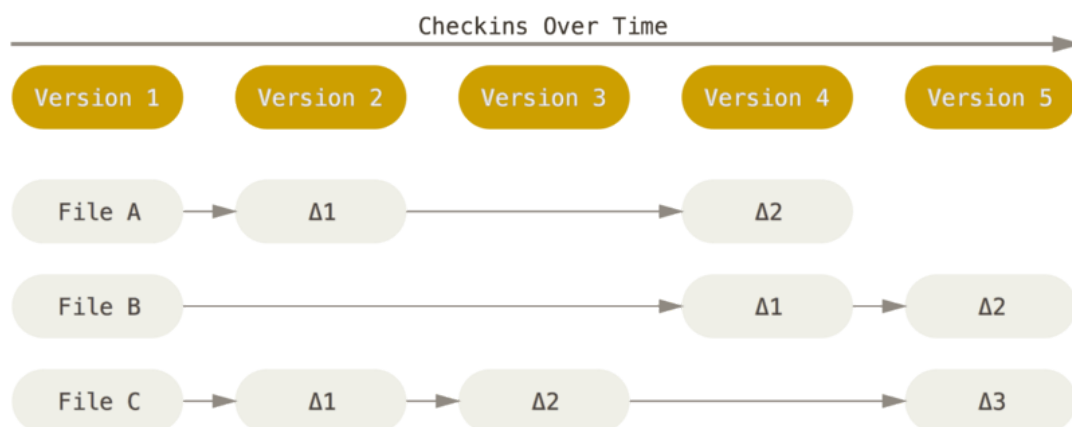 Checkins Over Time
Version 1 Version 2 Version 3 Version 4 Version 5
File A Δ1 Δ2
File B Δ1 Δ2
File C Δ1 Δ2 Δ3